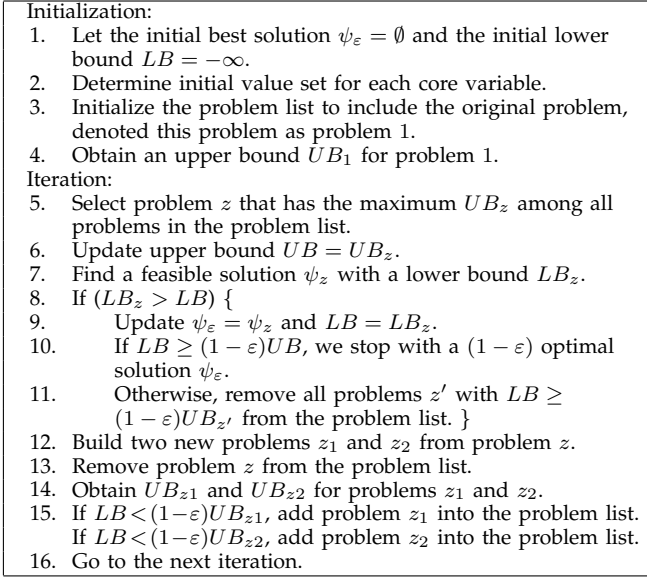 Initialization:
1. Let the initial best solution ψ_ε = ∅ and the initial lower
bound LB = −∞.
2. Determine initial value set for each core variable.
3. Initialize the problem list to include the original problem,
denoted this problem as problem 1.
4. Obtain an upper bound UB_1 for problem 1.
Iteration:
5. Select problem z that has the maximum UB_z among all
problems in the problem list.
6. Update upper bound UB = UB_z.
7. Find a feasible solution ψ_z with a lower bound LB_z.
8. If (LB_z > LB) {
9. Update ψ_ε = ψ_z and LB = LB_z.
10. If LB ≥ (1 − ε)UB, we stop with a (1 − ε) optimal
solution ψ_ε.
11. Otherwise, remove all problems z′ with LB ≥
(1 − ε)UB_z′ from the problem list. }
12. Build two new problems z_1 and z_2 from problem z.
13. Remove problem z from the problem list.
14. Obtain UB_z1 and UB_z2 for problems z_1 and z_2.
15. If LB<(1−ε)UB_z1, add problem z_1 into the problem list.
If LB<(1−ε)UB_z2, add problem z_2 into the problem list.
16. Go to the next iteration.